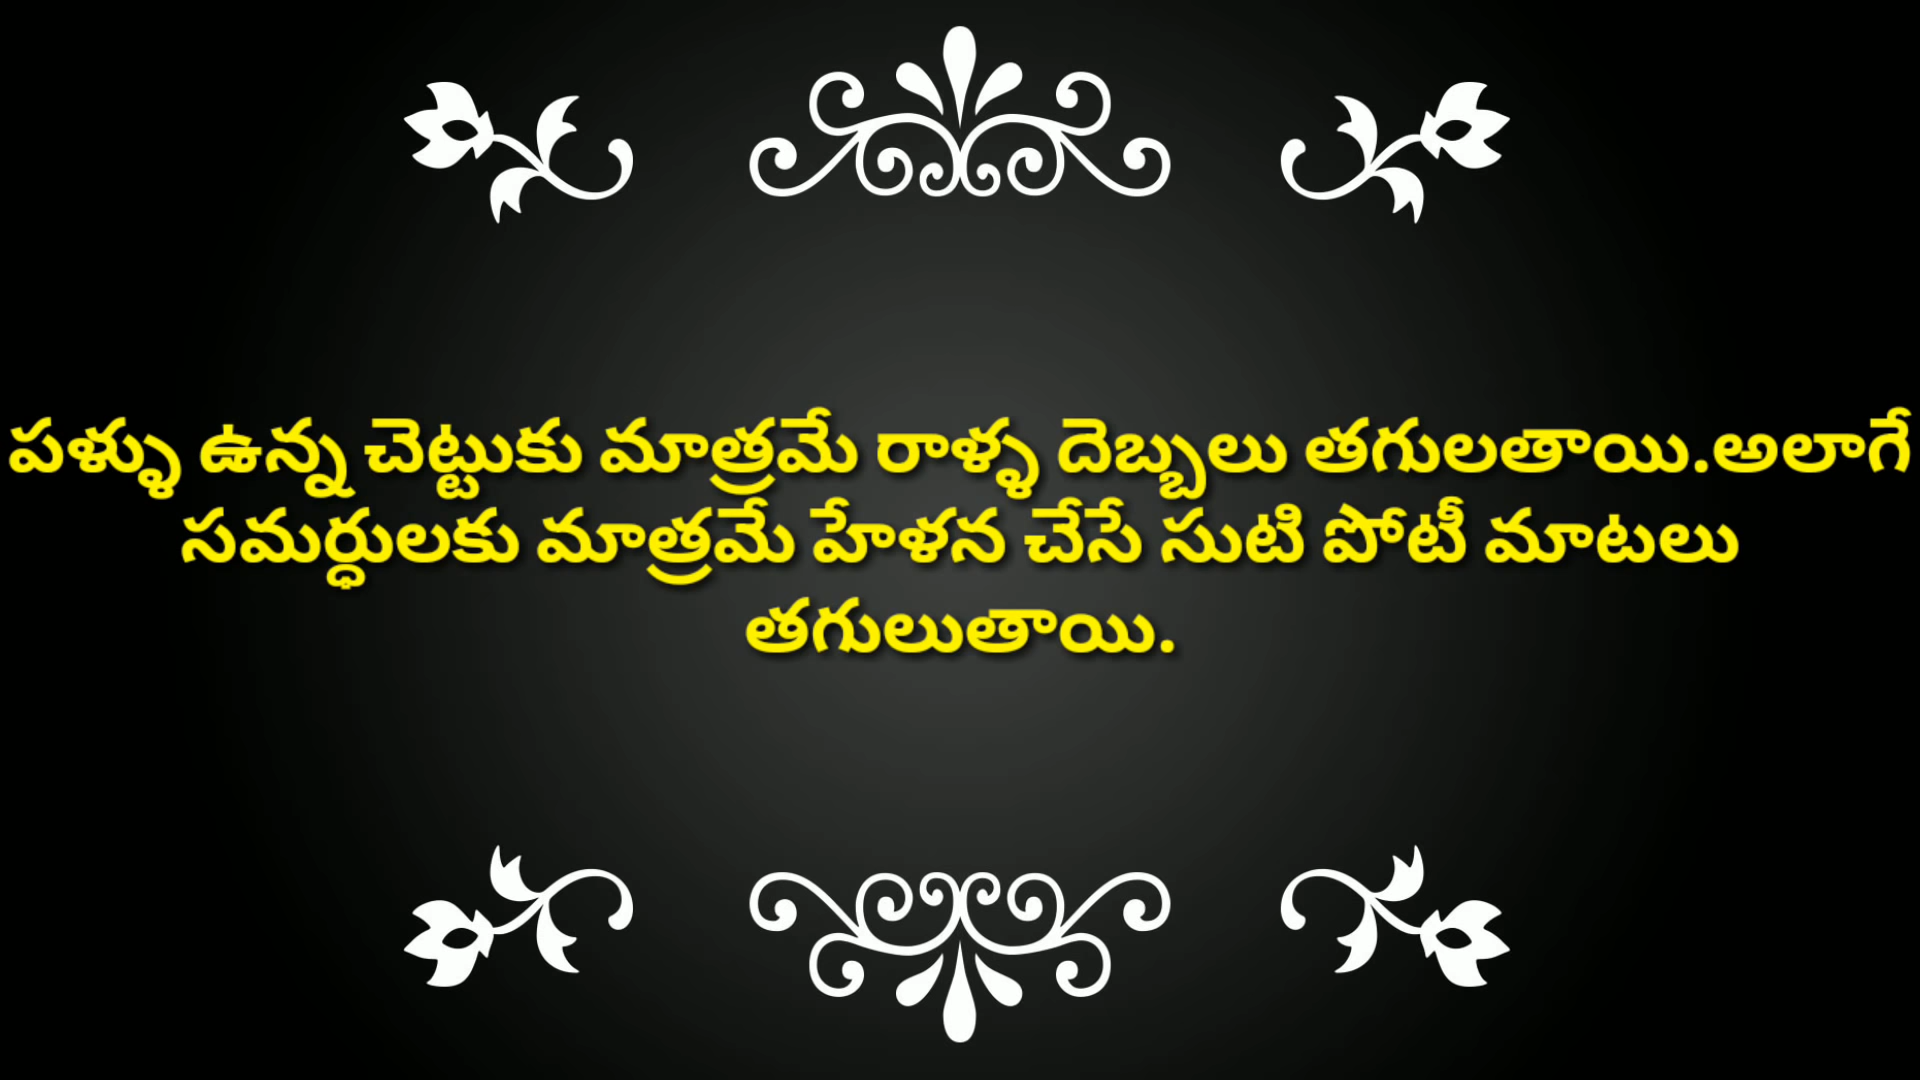 పళ్ళు ఉన్న చెట్టుకు మాత్రమే రాళ్ళ దెబ్బలు తగులతాయి.అలాగే
సమర్ధులకు మాత్రమే హేళన చేసే సుటి పోటీ మాటలు
తగులుతాయి.